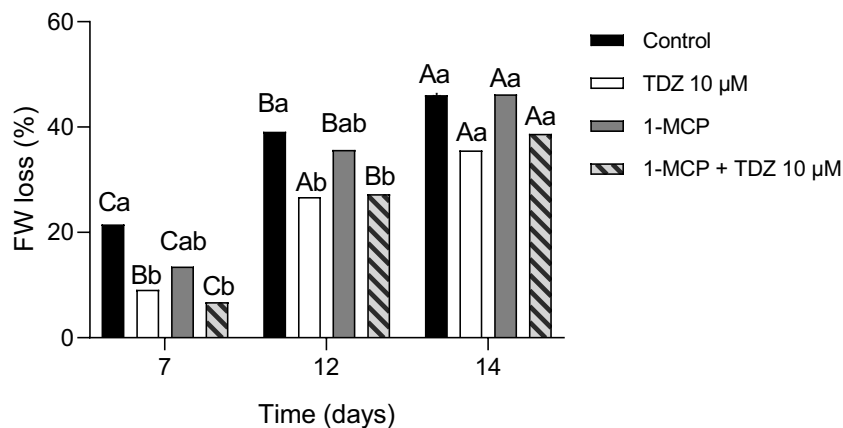 60
40
20
0
FW loss (%)
Ca
Bb
Cab
Cb
Ba
Ab
Bab
Bb
Aa
Aa
Aa
Aa
7
12
14
Time (days)
Control
TDZ 10 µM
1-MCP
1-MCP + TDZ 10 µM